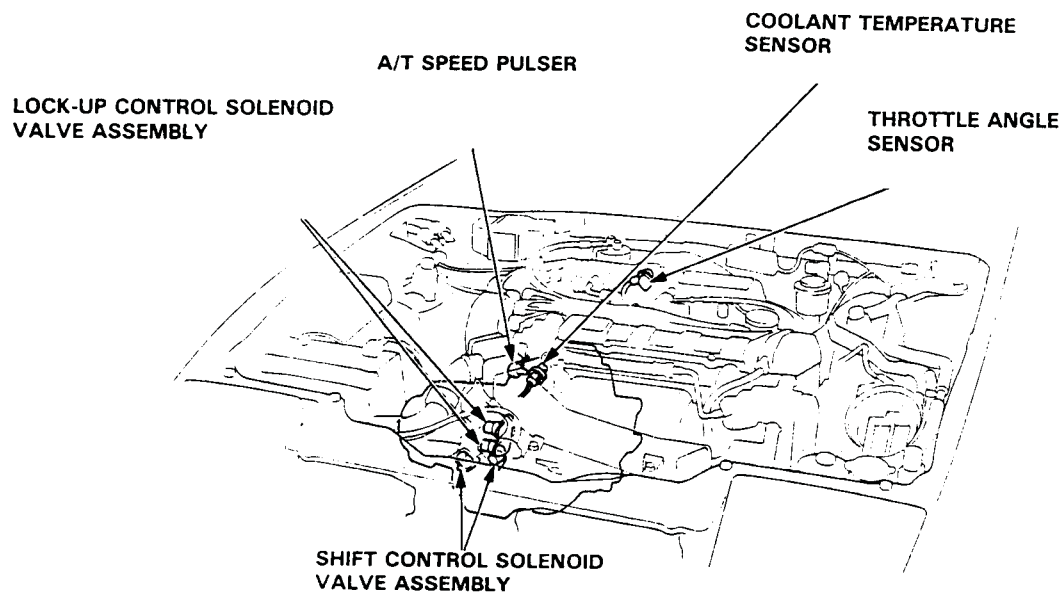 COOLANT TEMPERATURE
SENSOR
A/T SPEED PULSER
LOCK-UP CONTROL SOLENOID
VALVE ASSEMBLY
THROTTLE ANGLE
SENSOR
SHIFT CONTROL SOLENOID
VALVE ASSEMBLY